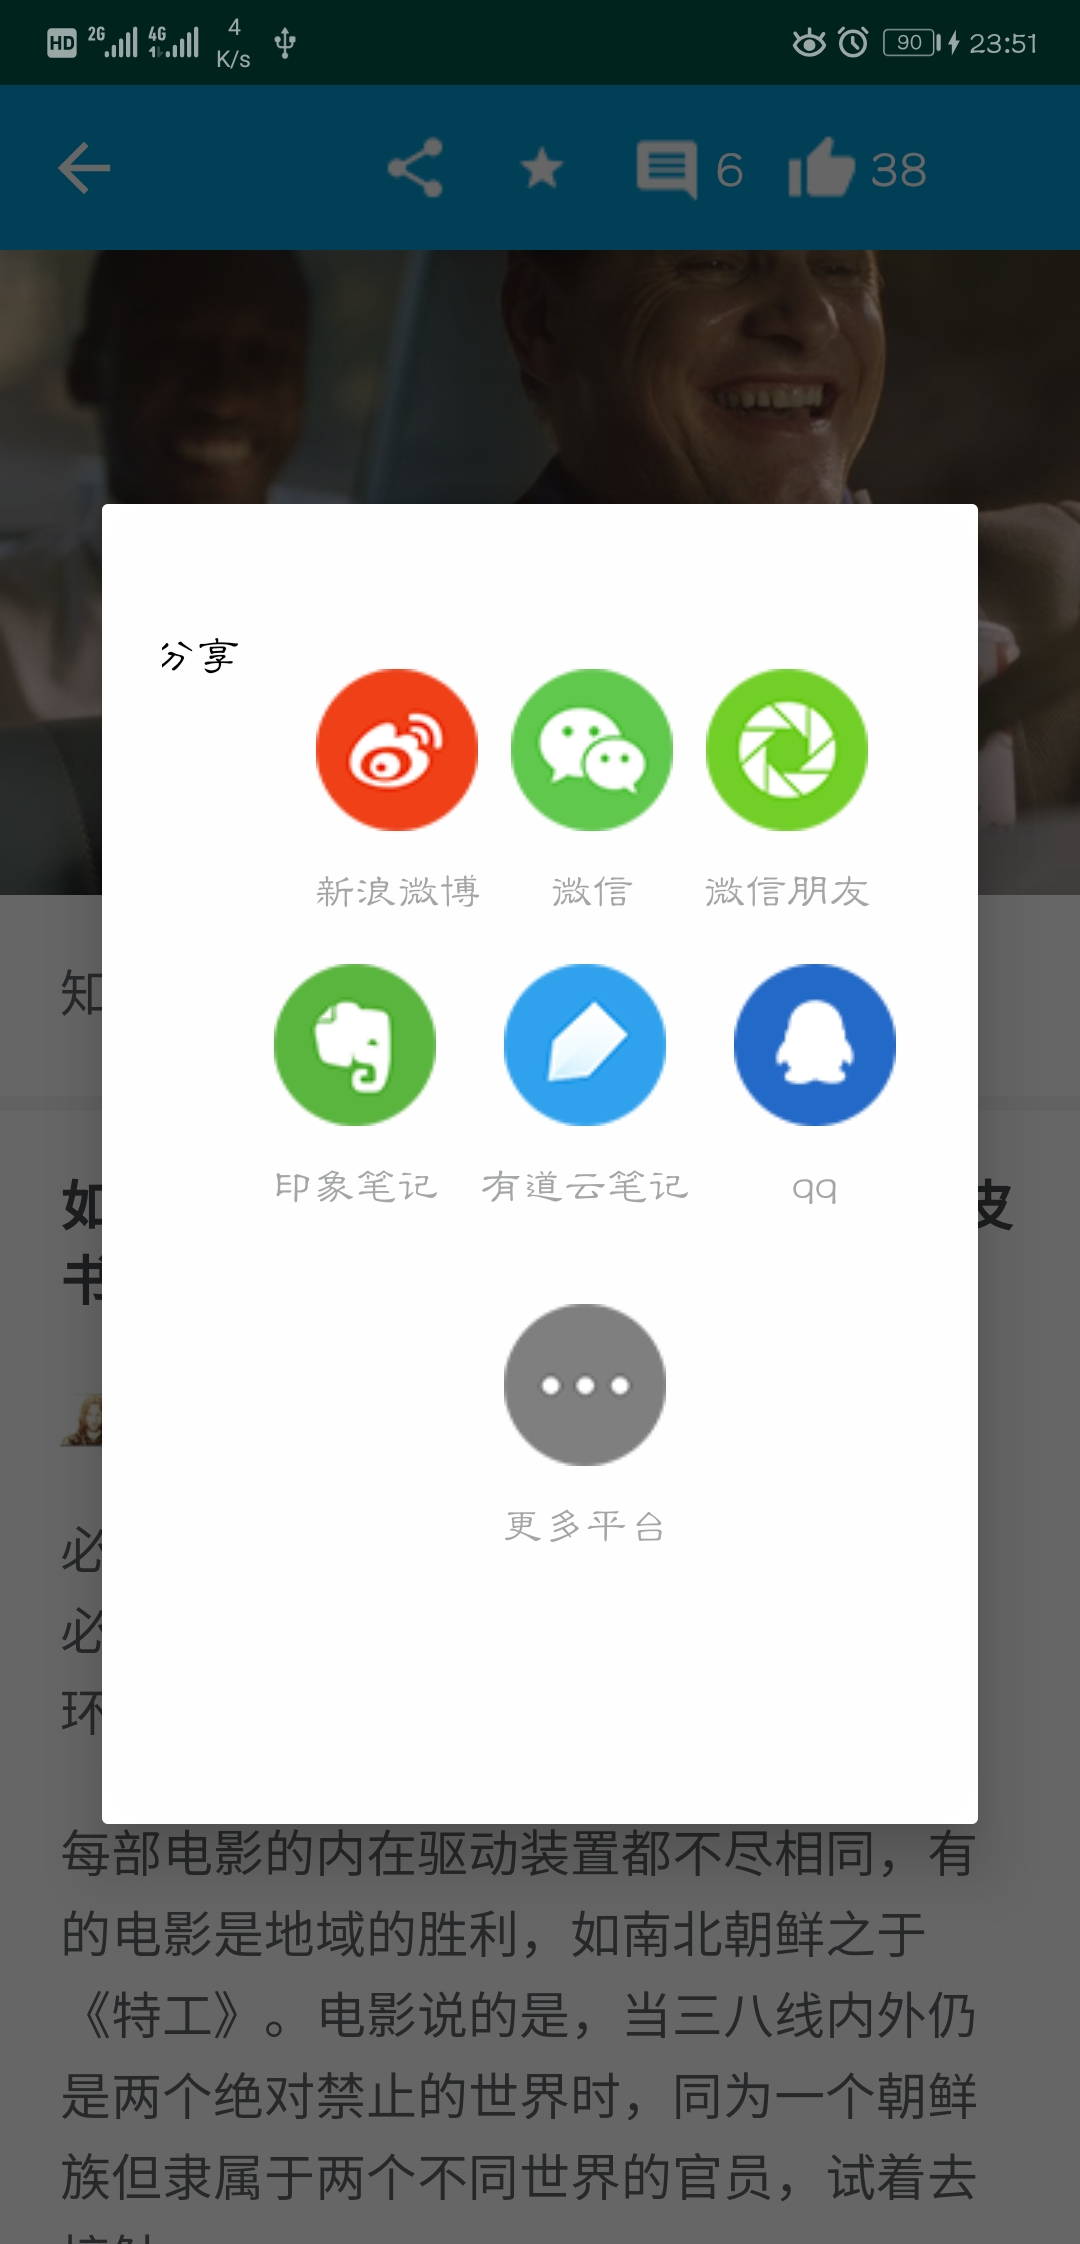 HD 2G 4G 4 K/s 90 23:51
6 38
分享
新浪微博 微信 微信朋友
知
印象笔记 有道云笔记 qq
如 皮
书
更多平台
必
必
环
每部电影的内在驱动装置都不尽相同，有
的电影是地域的胜利，如南北朝鲜之于
《特工》。电影说的是，当三八线内外仍
是两个绝对禁止的世界时，同为一个朝鲜
族但隶属于两个不同世界的官员，试着去